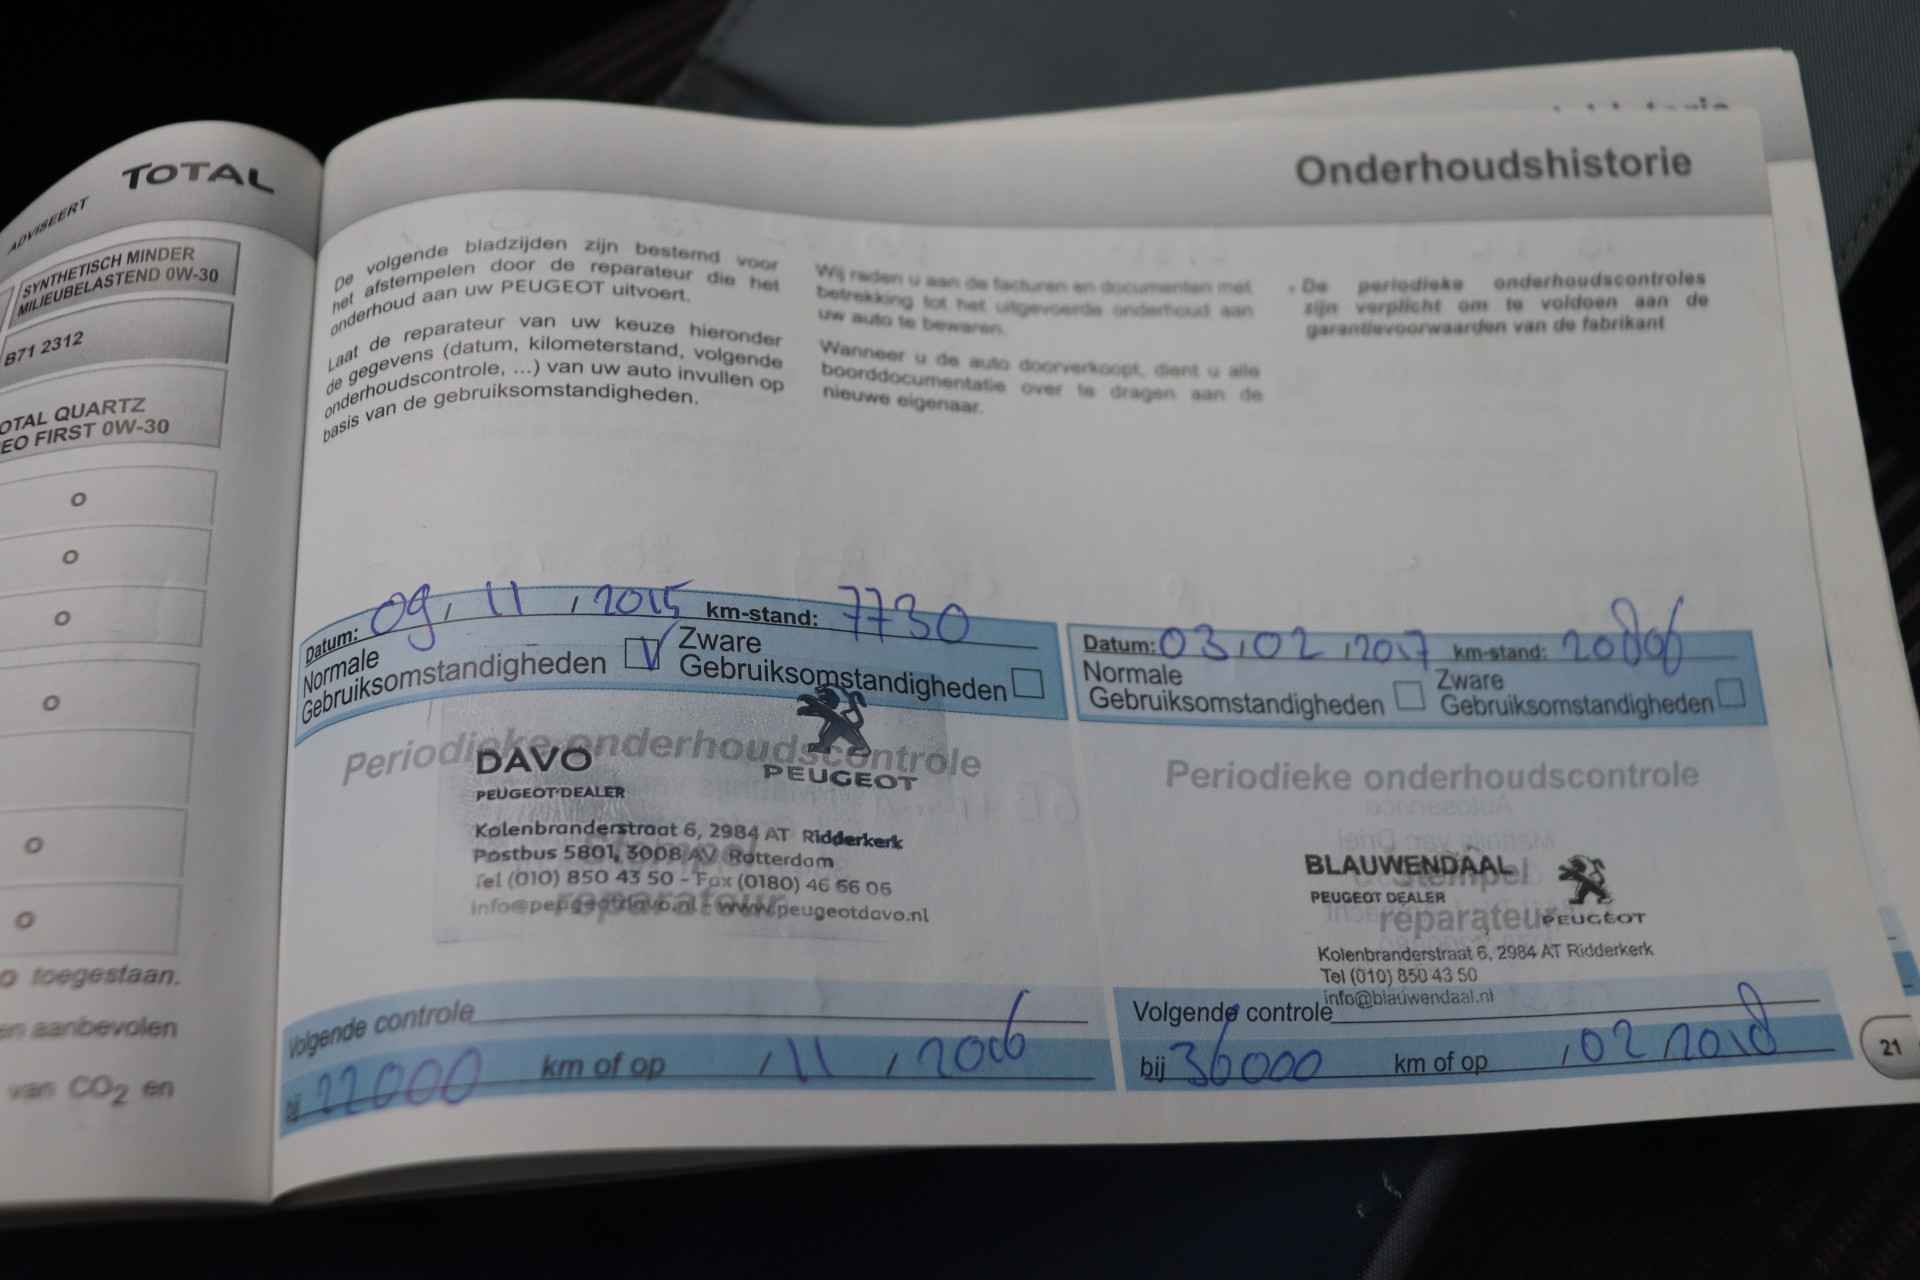 ADVISEERT TOTAL
SYNTHETISCH MINDER
MILIEUBELASTEND 0W-30
B71 2312
OTAL QUARTZ
EO FIRST 0W-30
O
O
O
O
O
O
o toegestaan.
en aanbevolen
van CO2 en
Onderhoudshistorie
De volgende bladzijden zijn bestemd voor
het afstempelen door de reparateur die het
onderhoud aan uw PEUGEOT uitvoert.
Laat de reparateur van uw keuze hieronder
de gegevens (datum, kilometerstand, volgende
onderhoudscontrole, ...) van uw auto invullen op
basis van de gebruiksomstandigheden.
Wij raden u aan de facturen en documenten met
betrekking tot het uitgevoerde onderhoud aan
uw auto te bewaren.
Wanneer u de auto doorverkoopt, dient u alle
boorddocumentatie over te dragen aan de
nieuwe eigenaar.
- De periodieke onderhoudscontroles
zijn verplicht om te voldoen aan de
garantievoorwaarden van de fabrikant
Datum: 09 / 11 / 2015 km-stand: 7730
Normale
Gebruiksomstandigheden V Zware
Gebruiksomstandigheden
Periodieke onderhoudscontrole
DAVO
PEUGEOT DEALER
PEUGEOT
Kolenbranderstraat 6, 2984 AT Ridderkerk
Postbus 5801, 3008 AV Rotterdam
Tel (010) 850 43 50 - Fax (0180) 46 66 06
info@peugeotdavo.nl - www.peugeotdavo.nl
reparateur
Volgende controle
bij 22000 km of op / 11 / 2016
Datum: 03 / 02 / 2017 km-stand: 20806
Normale
Gebruiksomstandigheden Zware
Gebruiksomstandigheden
Periodieke onderhoudscontrole
Stempel
reparateur
BLAUWENDAAL
PEUGEOT DEALER
PEUGEOT
Kolenbranderstraat 6, 2984 AT Ridderkerk
Tel (010) 850 43 50
info@blauwendaal.nl
Volgende controle
bij 36000 km of op / 02 / 2018
21